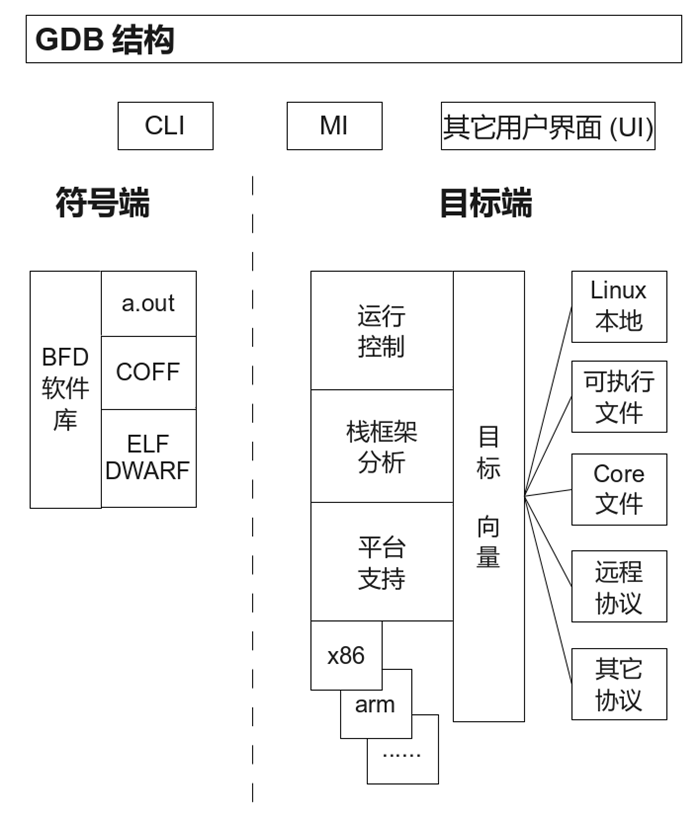 GDB 结构
CLI
MI
其它用户界面 (UI)
符号端
目标端
BFD
软件
库
a.out
COFF
ELF
DWARF
运行
控制
栈框架
分析
平台
支持
x86
arm
......
目
标
向
量
Linux
本地
可执行
文件
Core
文件
远程
协议
其它
协议